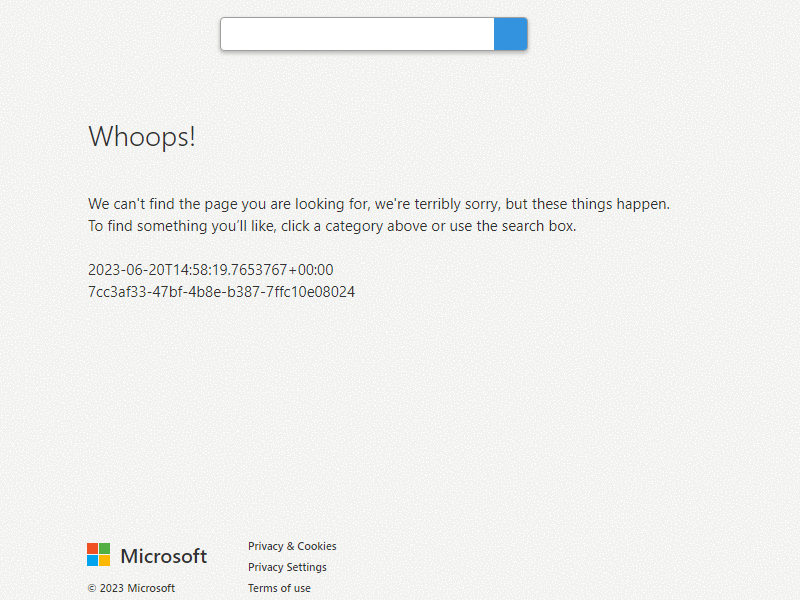 Whoops!
We can't find the page you are looking for, we're terribly sorry, but these things happen.
To find something you’ll like, click a category above or use the search box.
2023-06-20T14:58:19.7653767+00:00
7cc3af33-47bf-4b8e-b387-7ffc10e08024
Microsoft
© 2023 Microsoft
Privacy & Cookies
Privacy Settings
Terms of use